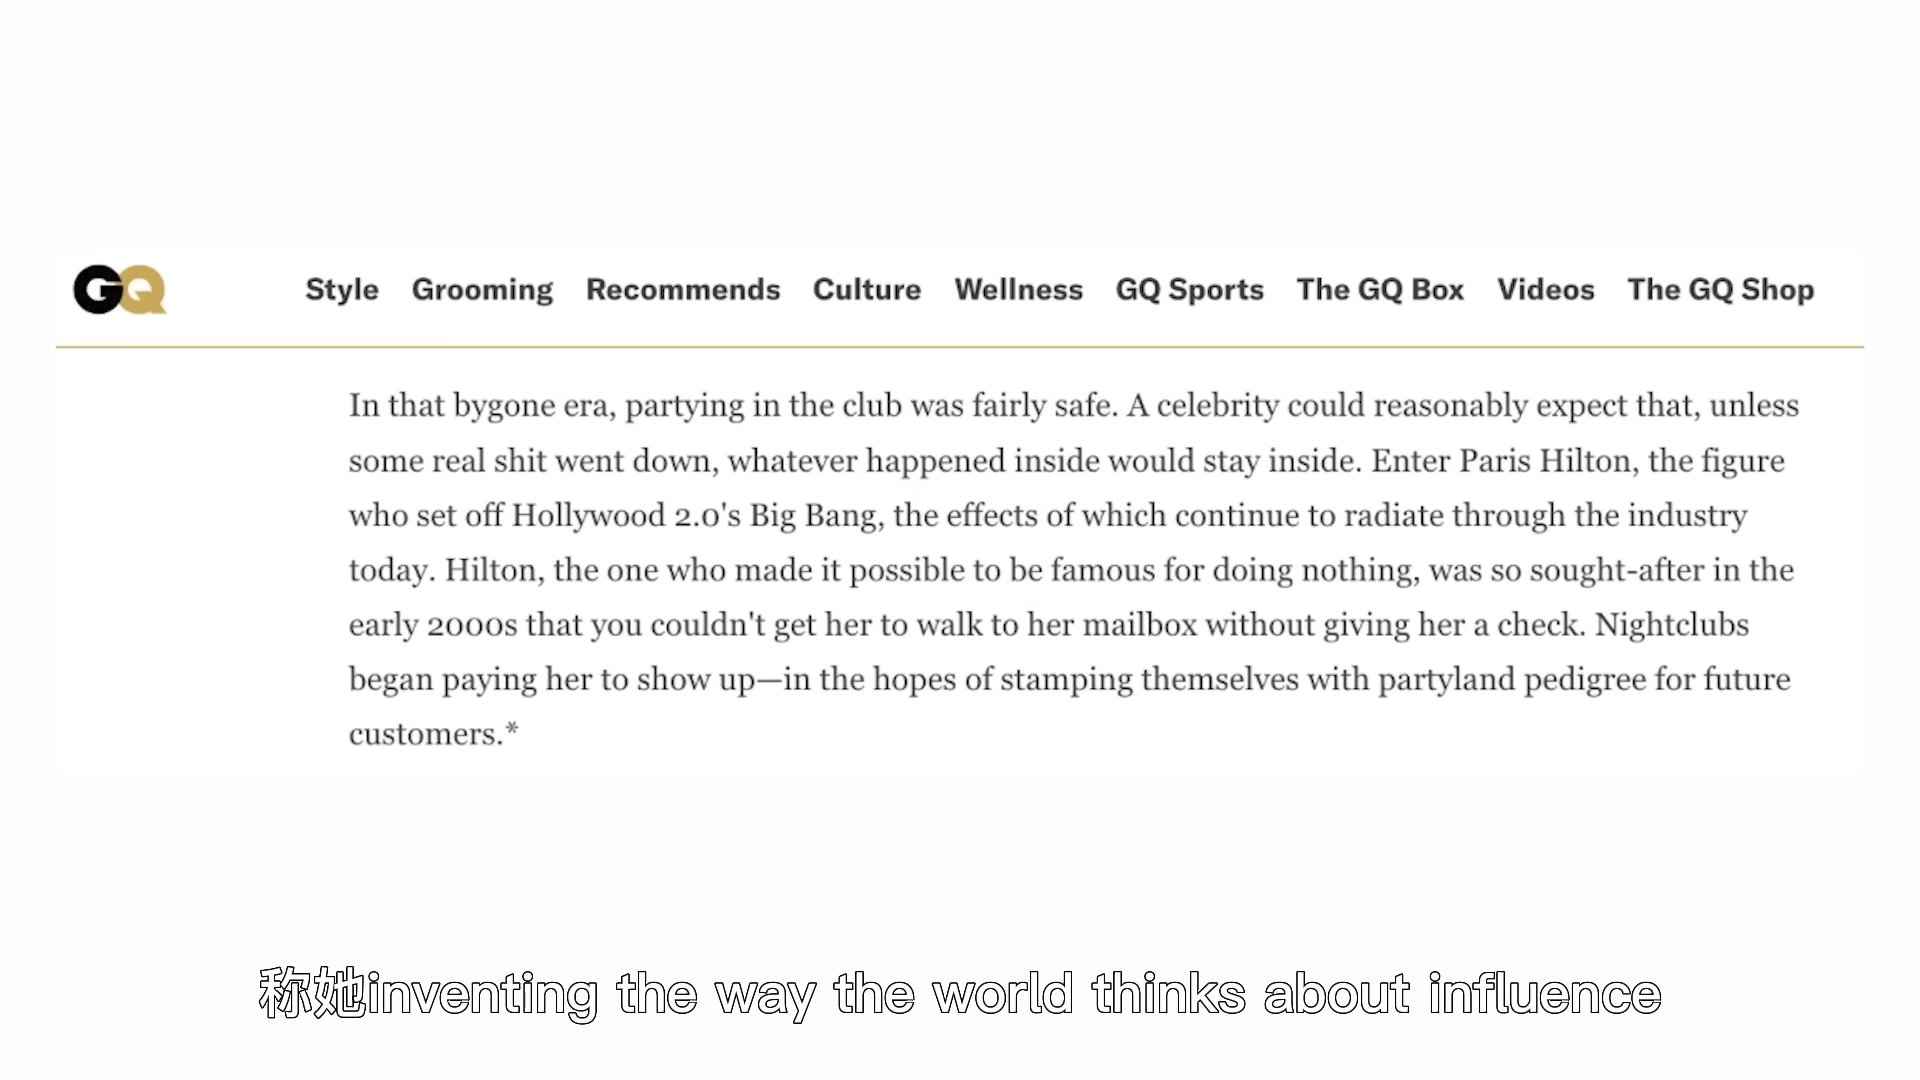 GQ Style Grooming Recommends Culture Wellness GQ Sports The GQ Box Videos The GQ Shop
In that bygone era, partying in the club was fairly safe. A celebrity could reasonably expect that, unless
some real shit went down, whatever happened inside would stay inside. Enter Paris Hilton, the figure
who set off Hollywood 2.0's Big Bang, the effects of which continue to radiate through the industry
today. Hilton, the one who made it possible to be famous for doing nothing, was so sought-after in the
early 2000s that you couldn't get her to walk to her mailbox without giving her a check. Nightclubs
began paying her to show up—in the hopes of stamping themselves with partyland pedigree for future
customers.*
称她inventing the way the world thinks about influence